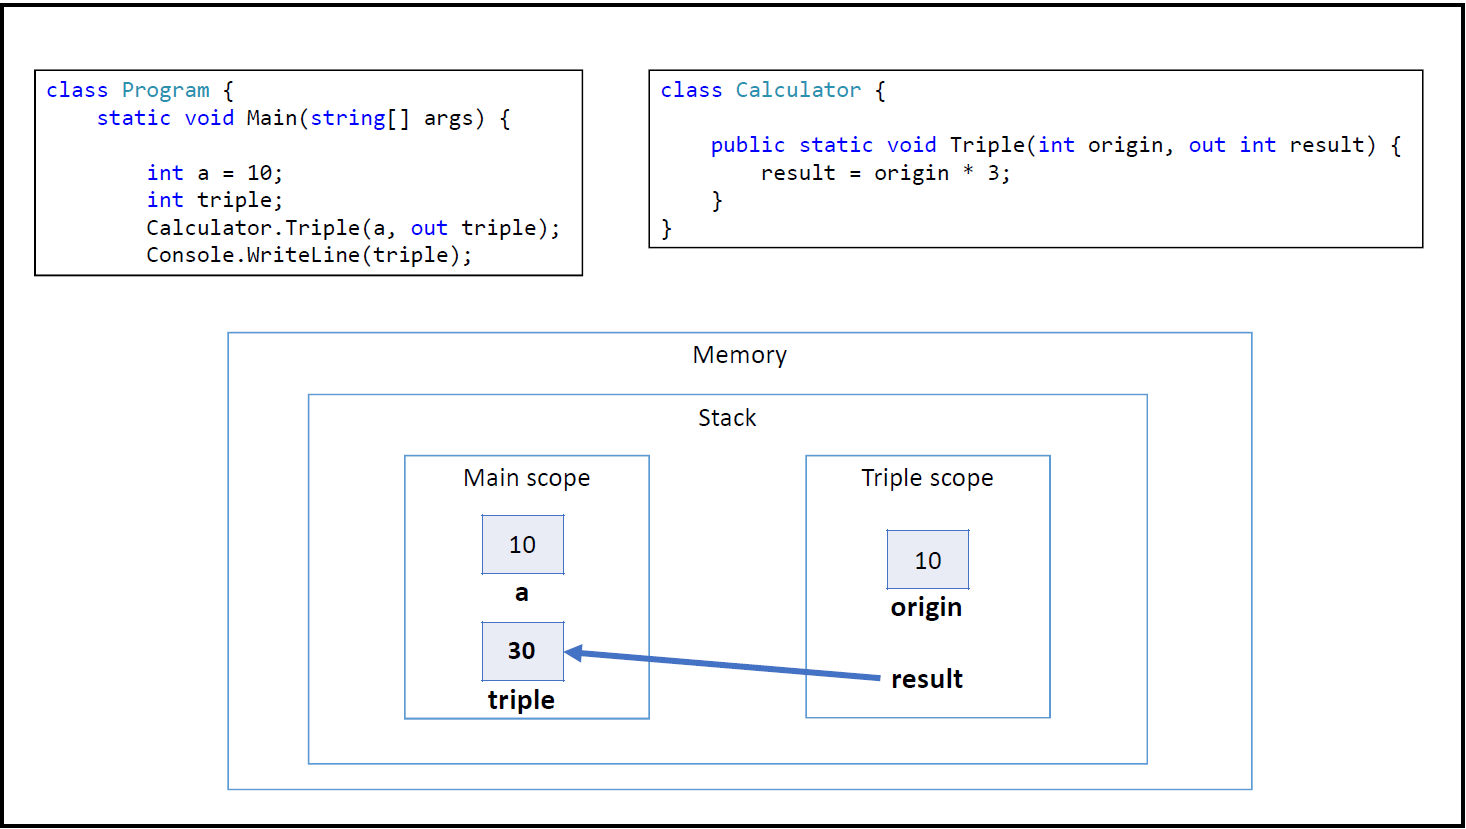 class Program {
static void Main(string[] args) {
int a = 10;
int triple;
Calculator.Triple(a, out triple);
Console.WriteLine(triple);
class Calculator {
public static void Triple(int origin, out int result) {
result = origin * 3;
}
}
Memory
Stack
Main scope
10
a
30
triple
Triple scope
10
origin
result